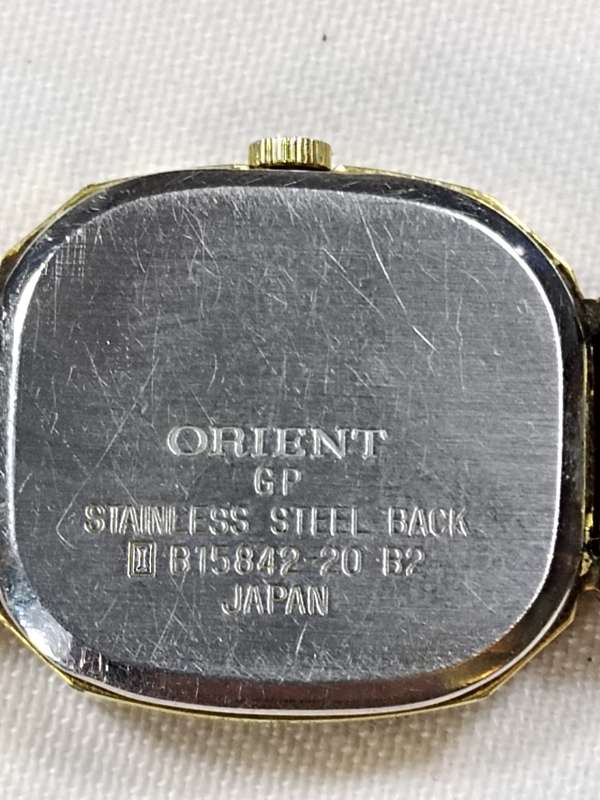 ORIENT
GP
STAINLESS STEEL BACK
B15842-20 B2
JAPAN